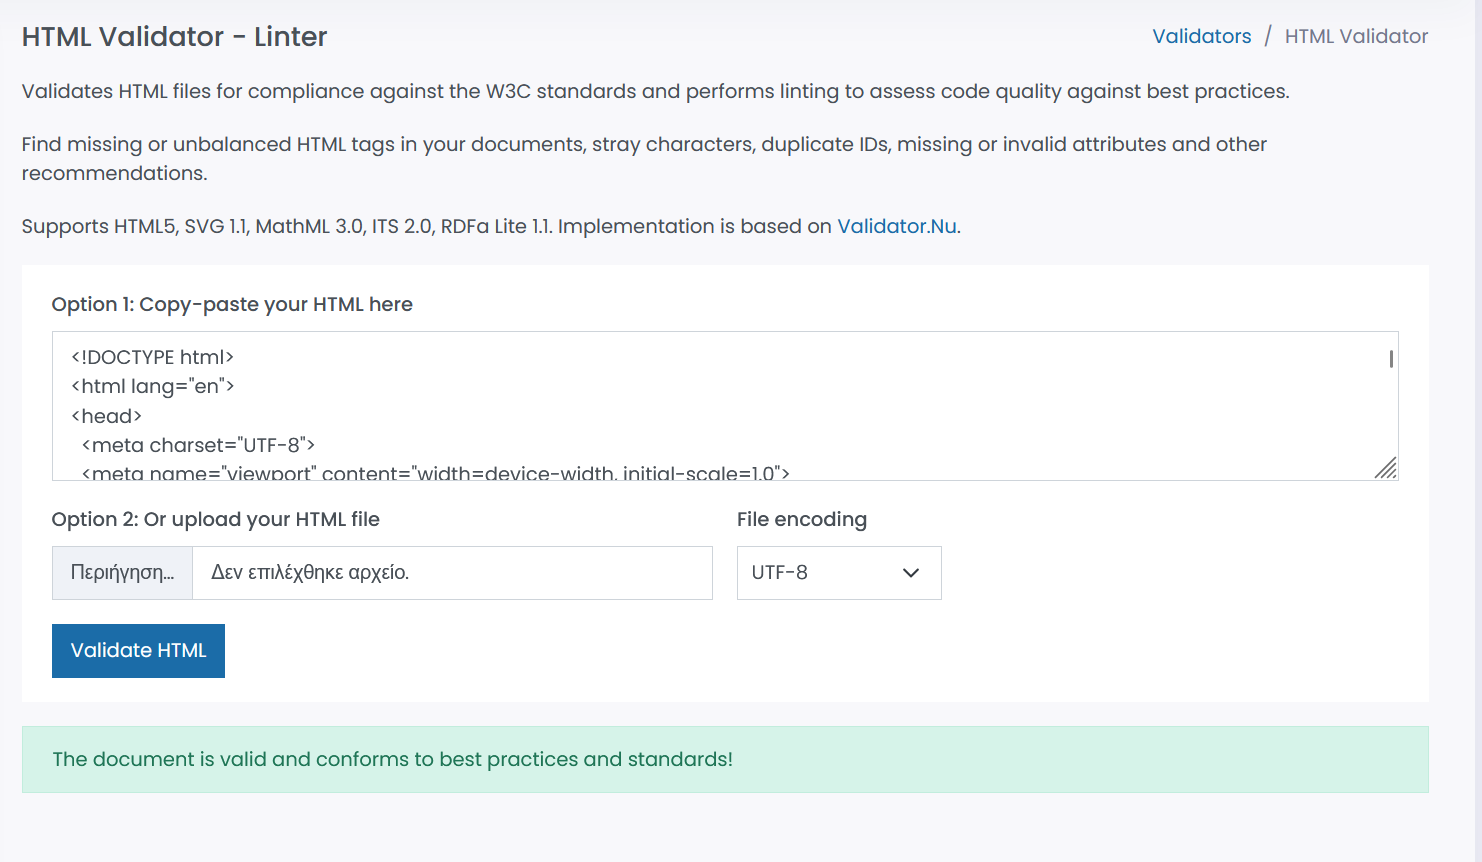 HTML Validator - Linter
Validators / HTML Validator
Validates HTML files for compliance against the W3C standards and performs linting to assess code quality against best practices.
Find missing or unbalanced HTML tags in your documents, stray characters, duplicate IDs, missing or invalid attributes and other
recommendations.
Supports HTML5, SVG 1.1, MathML 3.0, ITS 2.0, RDFa Lite 1.1. Implementation is based on Validator.Nu.
Option 1: Copy-paste your HTML here
<!DOCTYPE html>
<html lang="en">
<head>
<meta charset="UTF-8">
<meta name="viewport" content="width=device-width, initial-scale=1.0">
Option 2: Or upload your HTML file
File encoding
Περιήγηση... Δεν επιλέχθηκε αρχείο.
UTF-8
Validate HTML
The document is valid and conforms to best practices and standards!